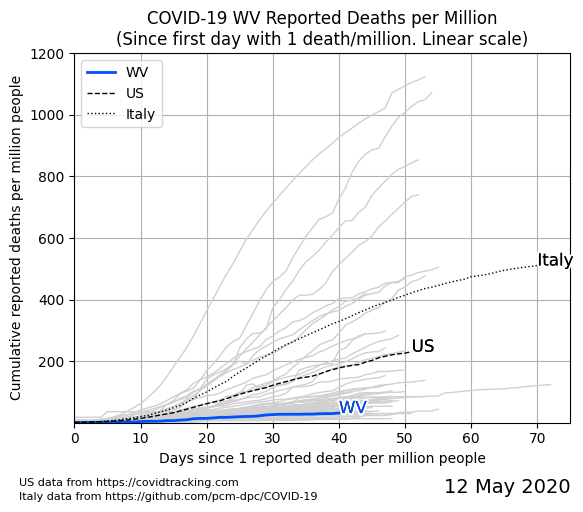 COVID-19 WV Reported Deaths per Million
(Since first day with 1 death/million. Linear scale)
Cumulative reported deaths per million people
1200
1000
800
600
400
200
WV
US
Italy
Italy
US
WV
0 10 20 30 40 50 60 70
Days since 1 reported death per million people
US data from https://covidtracking.com
Italy data from https://github.com/pcm-dpc/COVID-19
12 May 2020